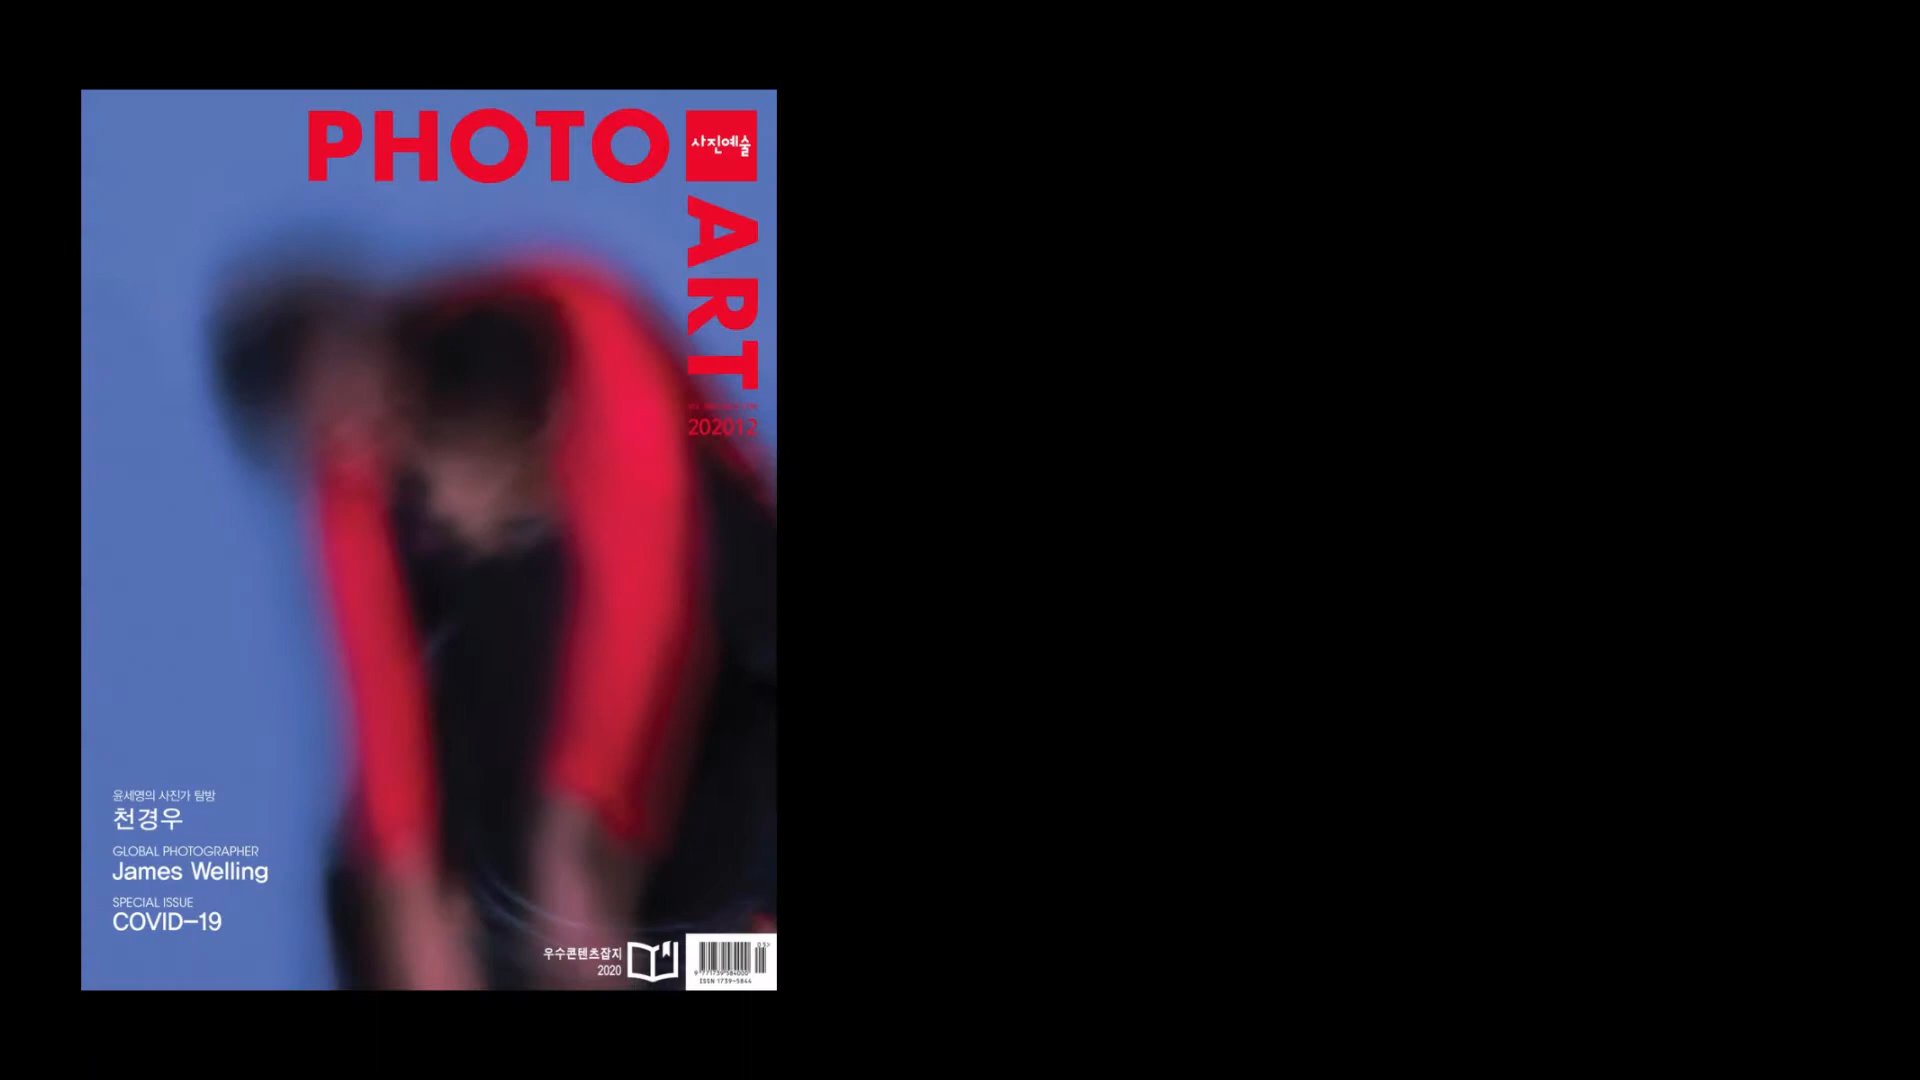 PHOTO
사진예술
ART
202012
윤세영의 사진가 탐방
천경우
GLOBAL PHOTOGRAPHER
James Welling
SPECIAL ISSUE
COVID-19
우수콘텐츠잡지
2020
ISSN 1739-5844